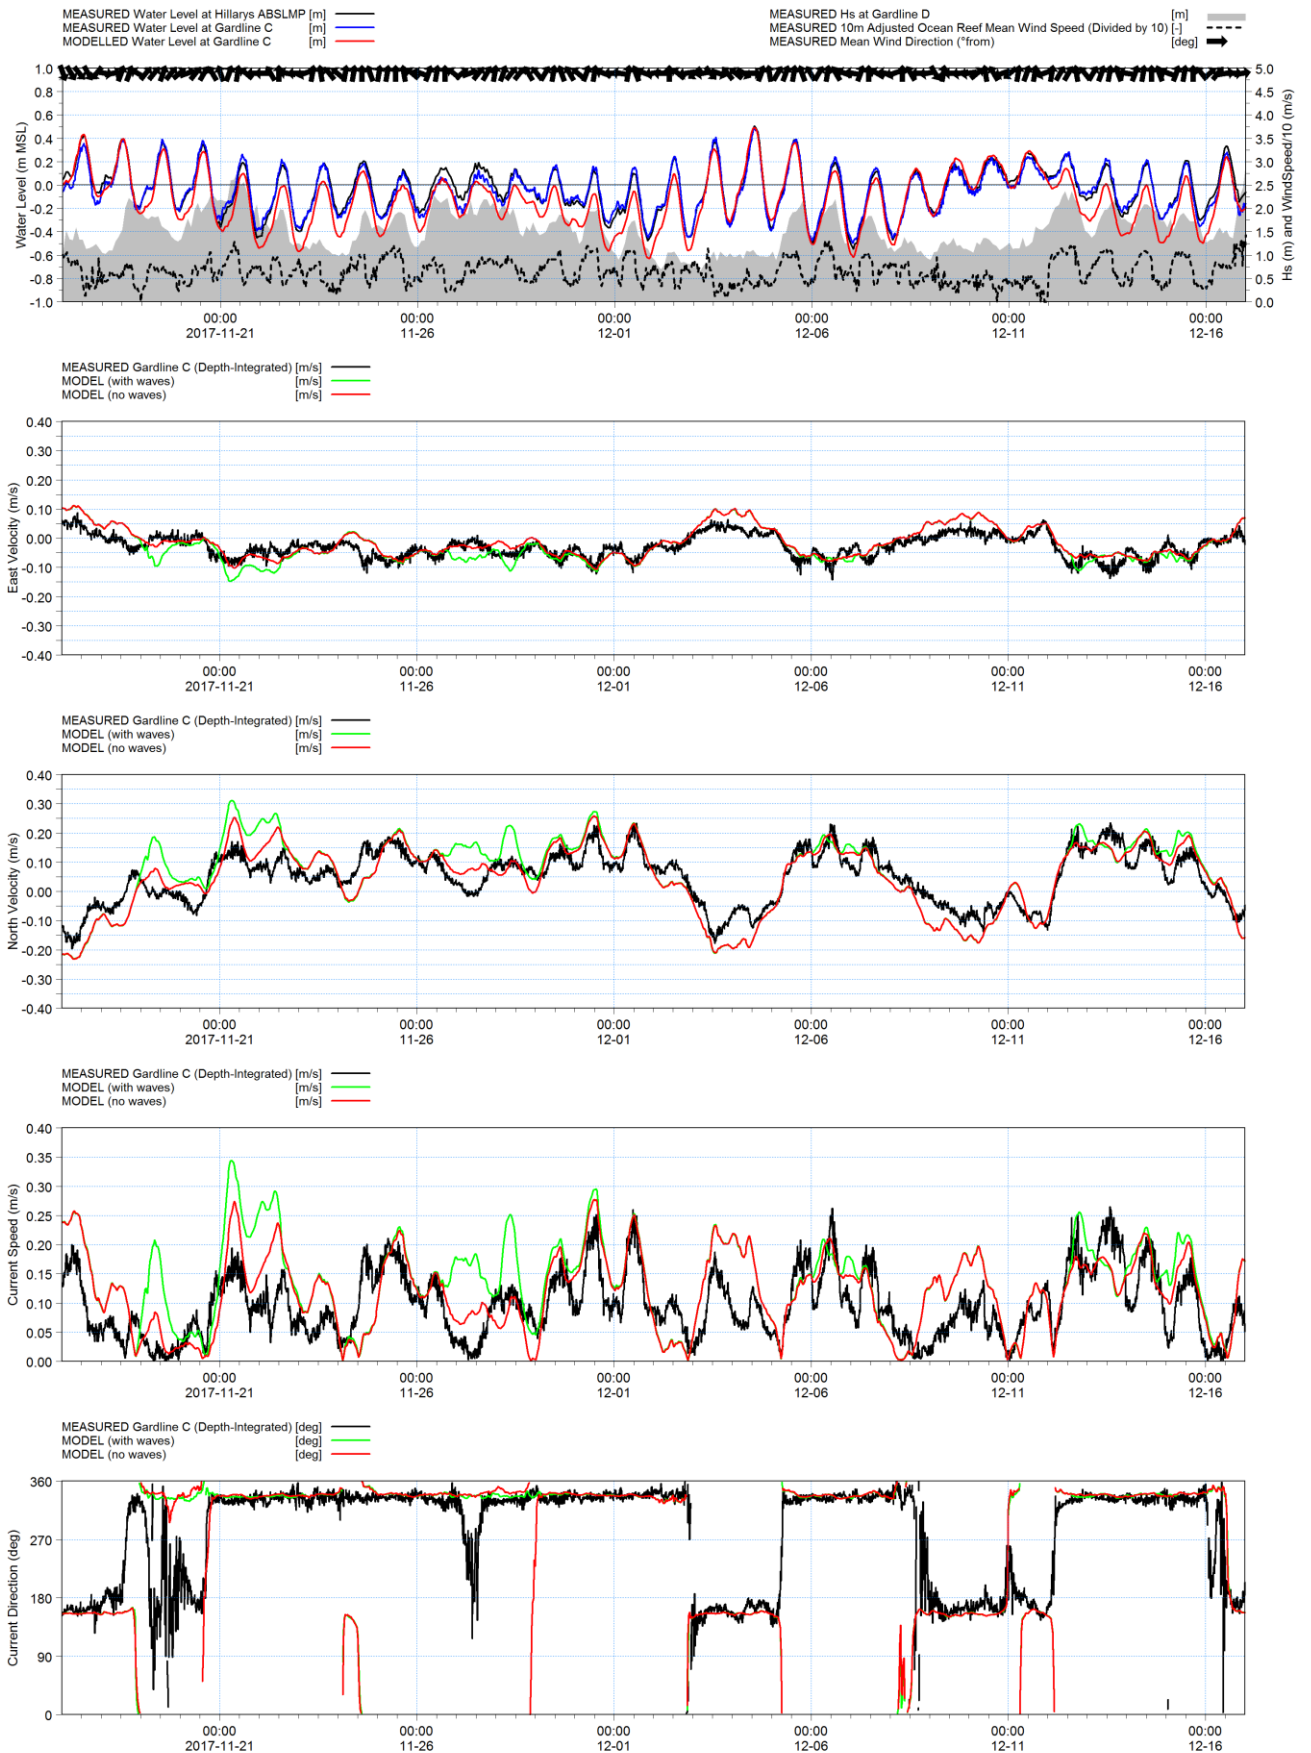 MEASURED Water Level at Hillarys ABSLMP [m]
MEASURED Water Level at Gardline C [m]
MODELLED Water Level at Gardline C [m]
MEASURED Hs at Gardline D [m]
MEASURED 10m Adjusted Ocean Reef Mean Wind Speed (Divided by 10) [-]
MEASURED Mean Wind Direction (°from) [deg]
Water Level (m MSL)
1.0
0.8
0.6
0.4
0.2
0.0
-0.2
-0.4
-0.6
-0.8
-1.0
5.0
4.5
4.0
3.5
3.0
2.5
2.0
1.5
1.0
0.5
0.0
Hs (m) and WindSpeed/10 (m/s)
00:00 00:00 00:00 00:00 00:00 00:00
2017-11-21 11-26 12-01 12-06 12-11 12-16
MEASURED Gardline C (Depth-Integrated) [m/s]
MODEL (with waves) [m/s]
MODEL (no waves) [m/s]
East Velocity (m/s)
0.40
0.30
0.20
0.10
0.00
-0.10
-0.20
-0.30
-0.40
00:00 00:00 00:00 00:00 00:00 00:00
2017-11-21 11-26 12-01 12-06 12-11 12-16
MEASURED Gardline C (Depth-Integrated) [m/s]
MODEL (with waves) [m/s]
MODEL (no waves) [m/s]
North Velocity (m/s)
0.40
0.30
0.20
0.10
0.00
-0.10
-0.20
-0.30
-0.40
00:00 00:00 00:00 00:00 00:00 00:00
2017-11-21 11-26 12-01 12-06 12-11 12-16
MEASURED Gardline C (Depth-Integrated) [m/s]
MODEL (with waves) [m/s]
MODEL (no waves) [m/s]
Current Speed (m/s)
0.40
0.35
0.30
0.25
0.20
0.15
0.10
0.05
0.00
00:00 00:00 00:00 00:00 00:00 00:00
2017-11-21 11-26 12-01 12-06 12-11 12-16
MEASURED Gardline C (Depth-Integrated) [deg]
MODEL (with waves) [deg]
MODEL (no waves) [deg]
Current Direction (deg)
360
270
180
90
0
00:00 00:00 00:00 00:00 00:00 00:00
2017-11-21 11-26 12-01 12-06 12-11 12-16